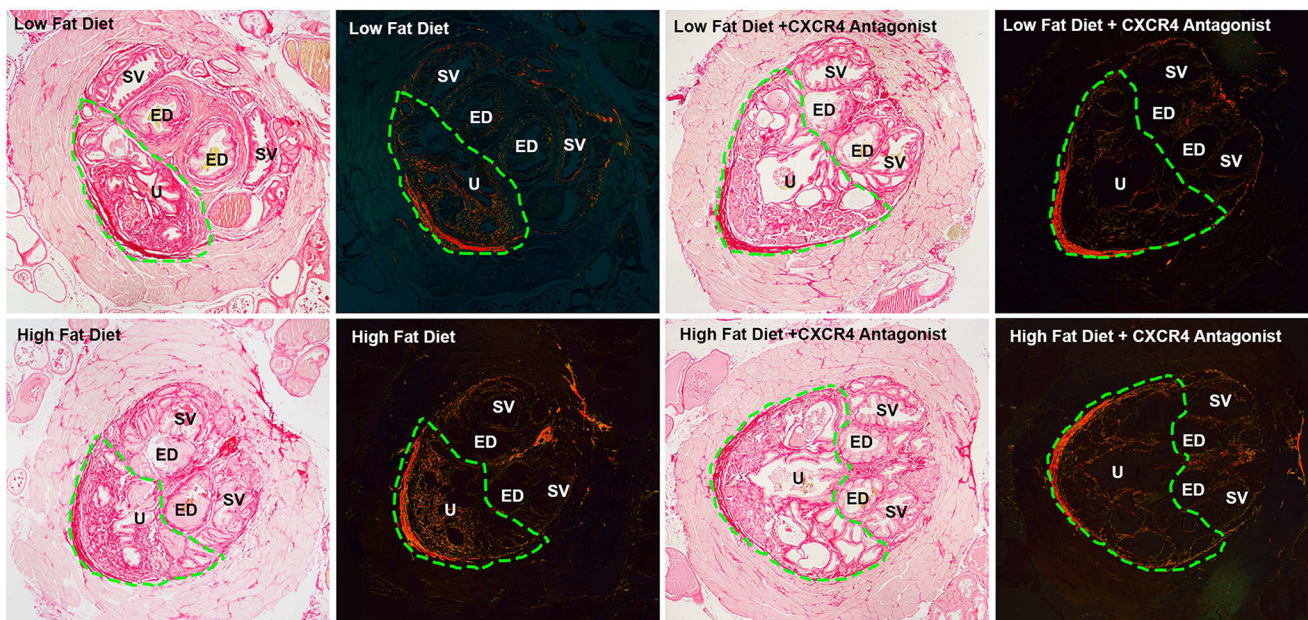 Low Fat Diet
SV
ED
ED
SV
U
Low Fat Diet
SV
ED
ED
SV
U
Low Fat Diet +CXCR4 Antagonist
SV
ED
ED
SV
U
Low Fat Diet + CXCR4 Antagonist
SV
ED
ED
SV
U
High Fat Diet
SV
ED
ED
SV
U
High Fat Diet
SV
ED
ED
SV
U
High Fat Diet +CXCR4 Antagonist
SV
ED
U
ED
SV
High Fat Diet + CXCR4 Antagonist
SV
ED
U
ED
SV